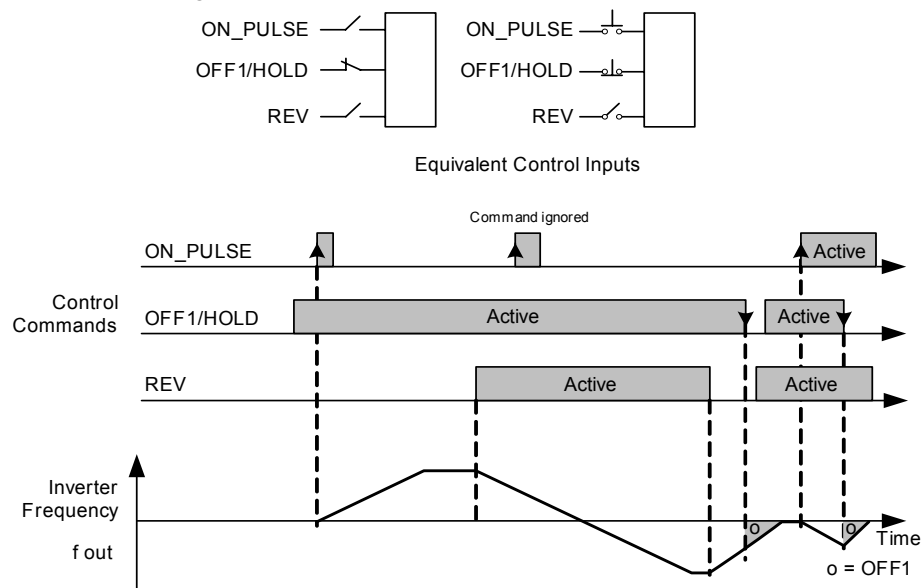 ON_PULSE ON_PULSE
OFF1/HOLD OFF1/HOLD
REV REV
Equivalent Control Inputs
Command ignored
ON_PULSE Active
Control Commands
OFF1/HOLD Active Active
REV Active Active
Inverter
Frequency
f out
o o
Time
o = OFF1